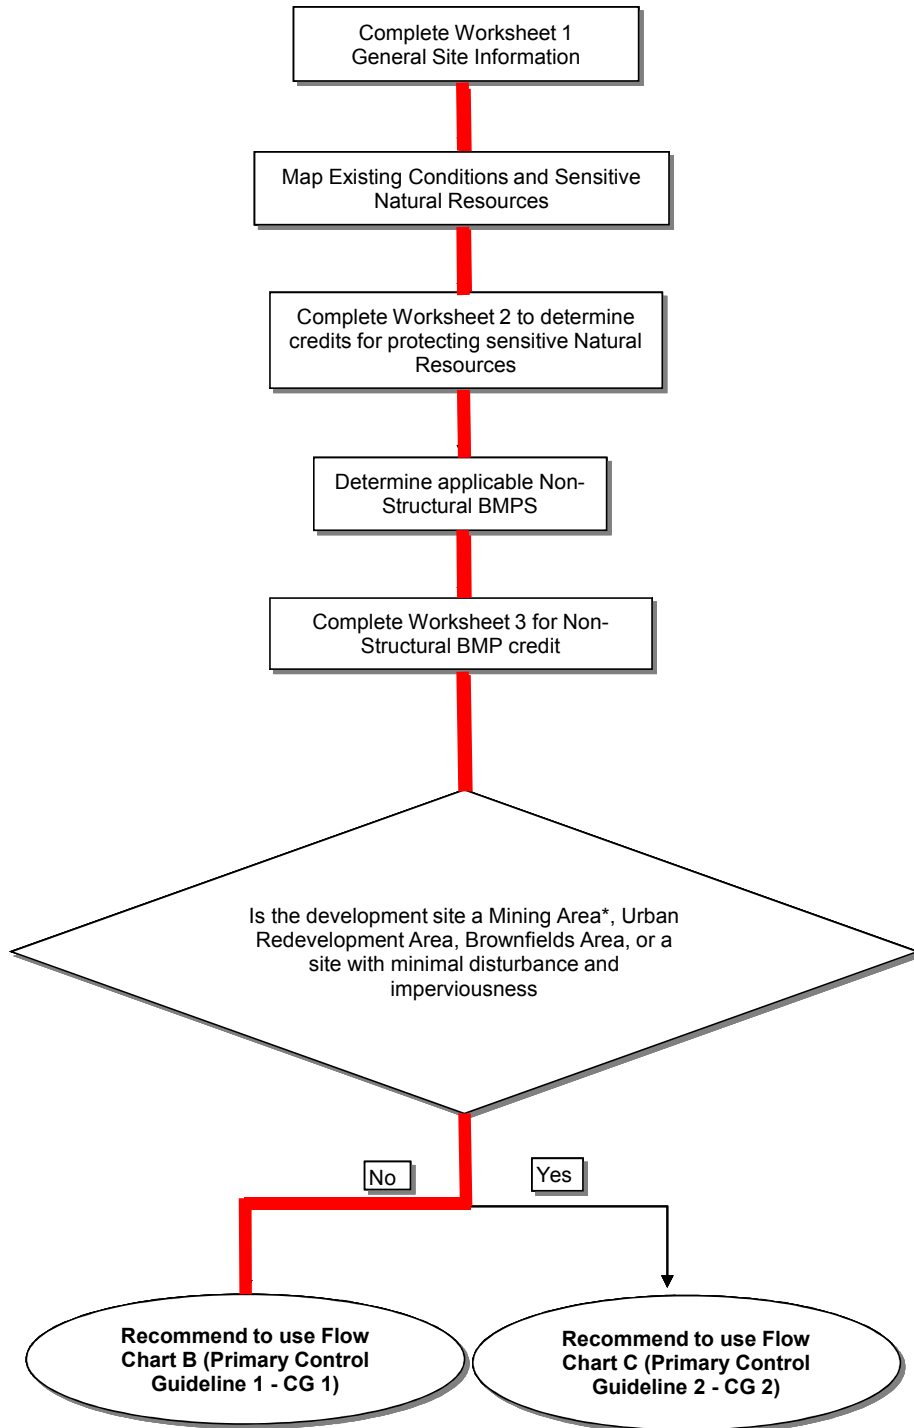 Complete Worksheet 1
General Site Information
Map Existing Conditions and Sensitive
Natural Resources
Complete Worksheet 2 to determine
credits for protecting sensitive Natural
Resources
Determine applicable Non-
Structural BMPS
Complete Worksheet 3 for Non-
Structural BMP credit
Is the development site a Mining Area*, Urban
Redevelopment Area, Brownfields Area, or a
site with minimal disturbance and
imperviousness
No
Yes
Recommend to use Flow
Chart B (Primary Control
Guideline 1 - CG 1)
Recommend to use Flow
Chart C (Primary Control
Guideline 2 - CG 2)